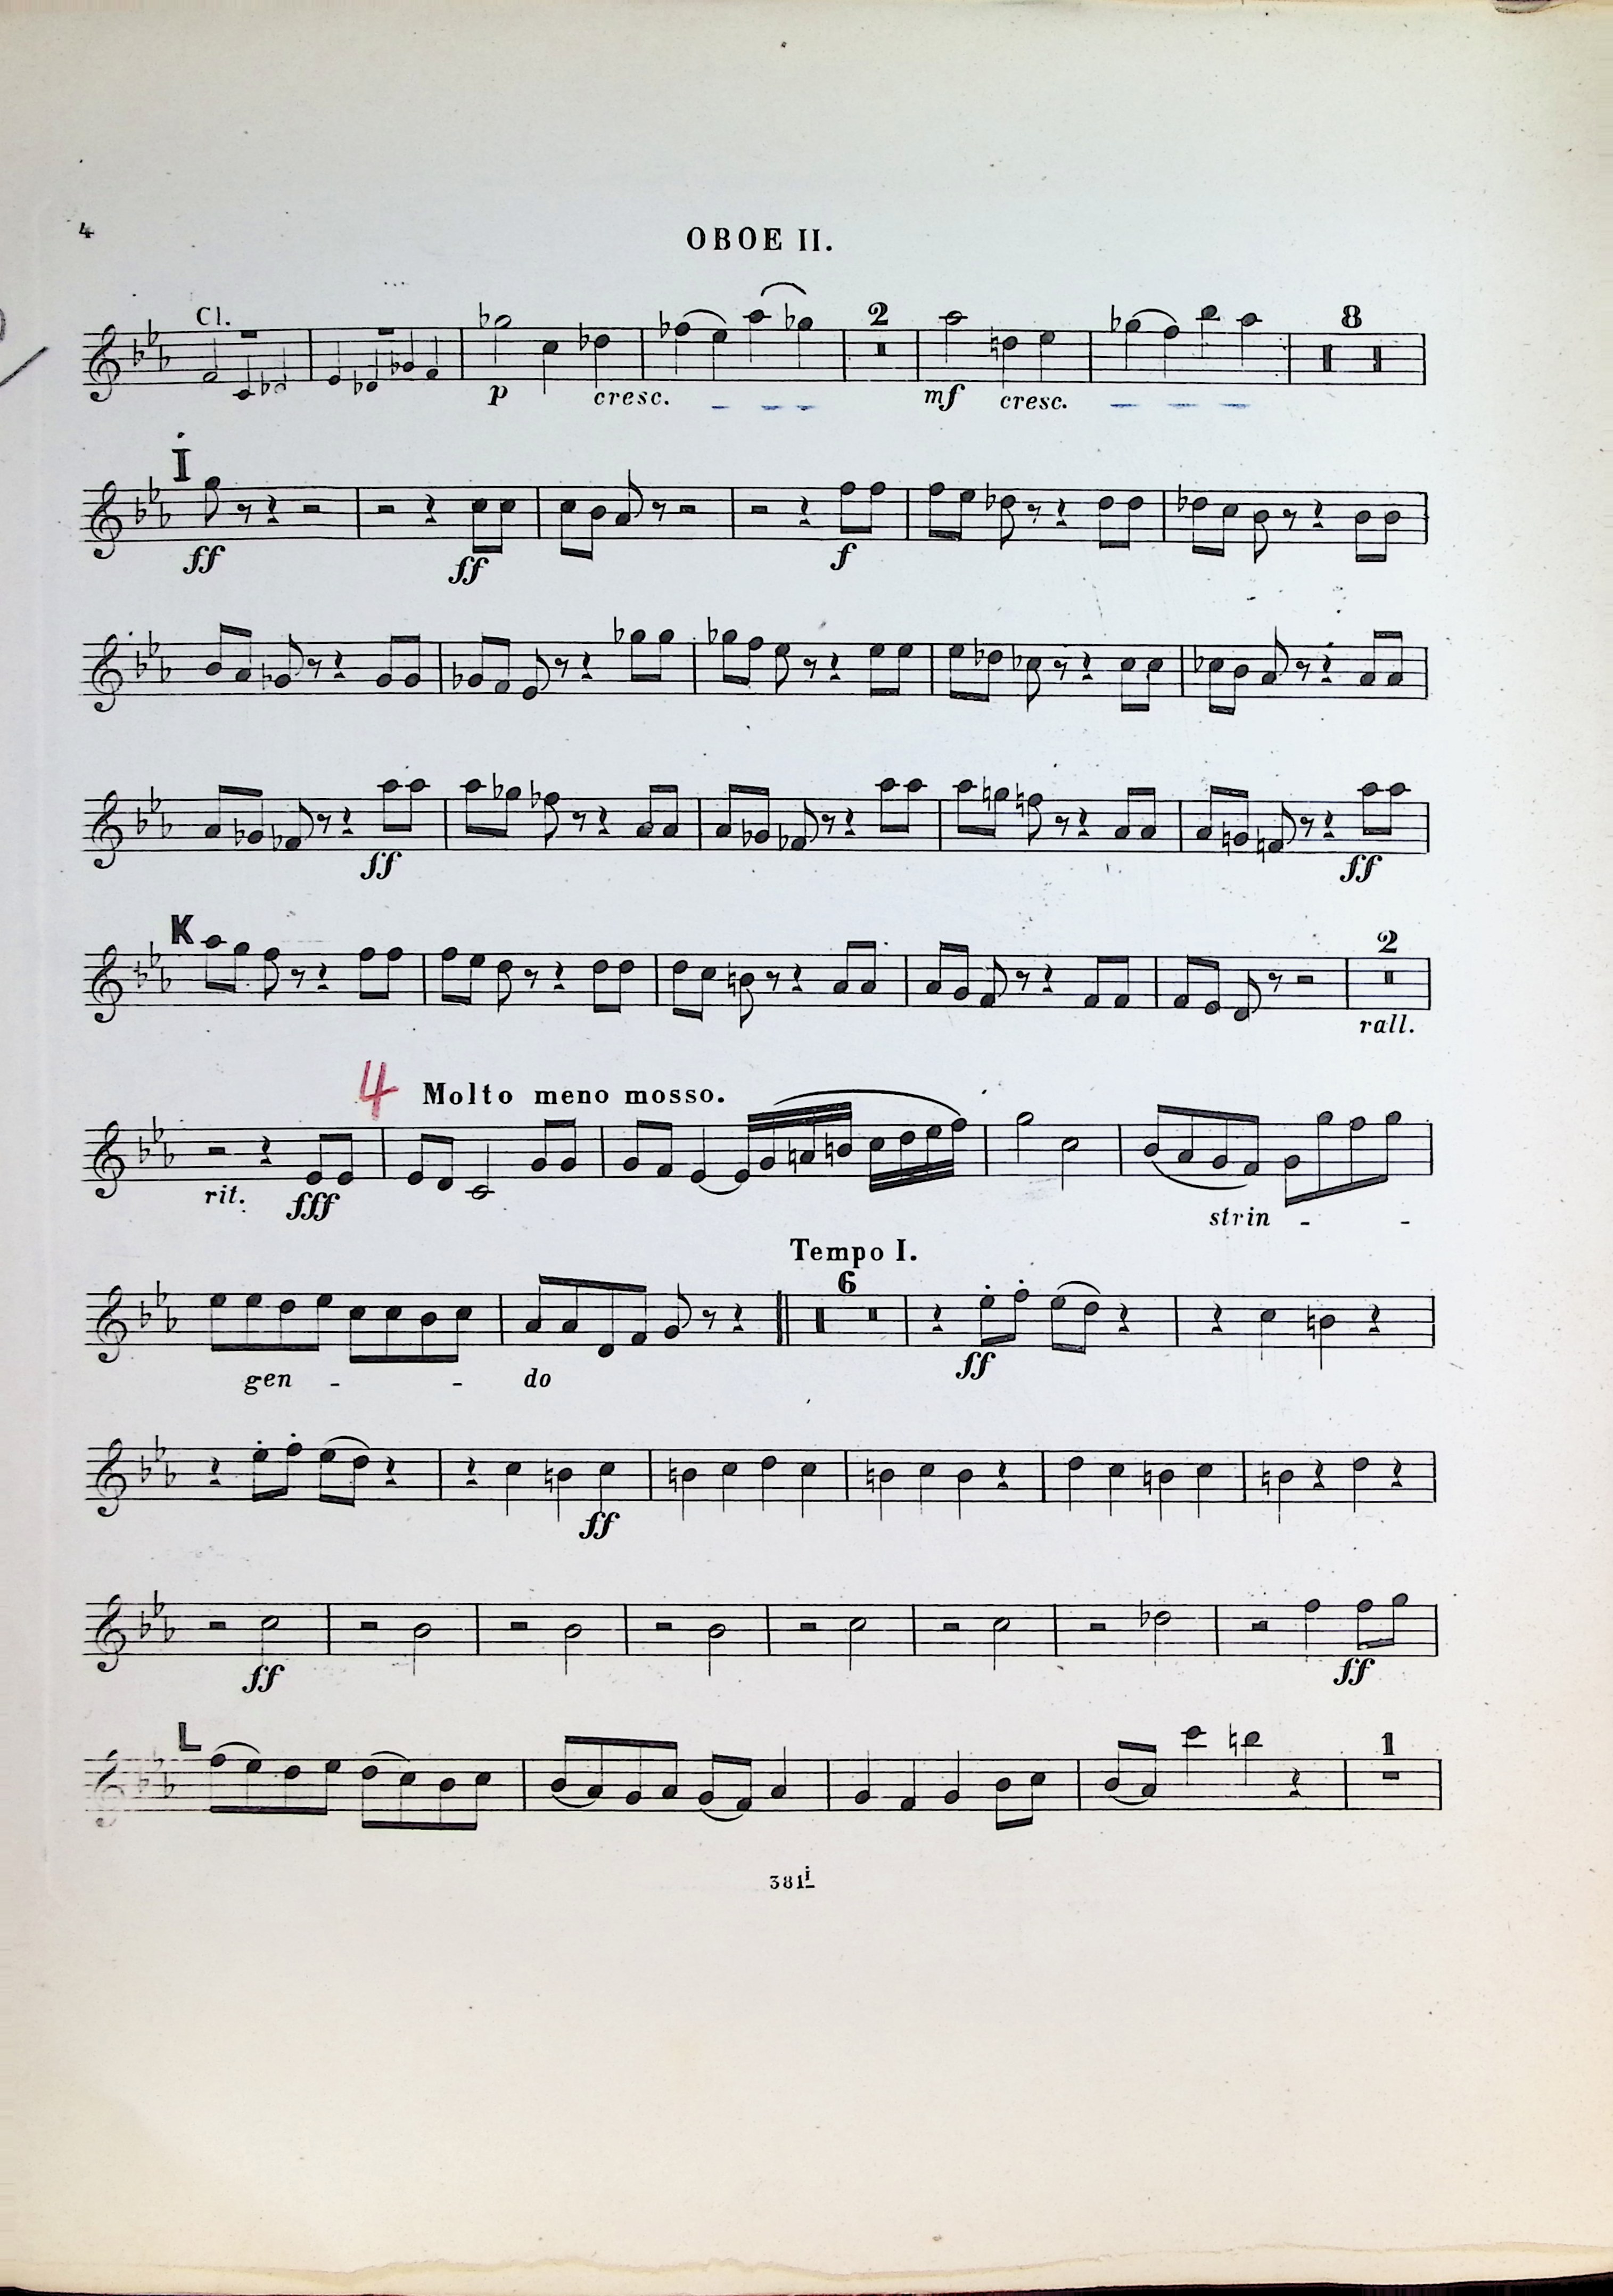 4
OBOE II.
Cl.
2
8
p
cresc.
mf
cresc.
I
ff
ff
f
ff
ff
K
2
rall.
4
Molto meno mosso.
rit.
fff
strin - -
Tempo I.
6
gen - - do
ff
ff
ff
ff
L
1
381i